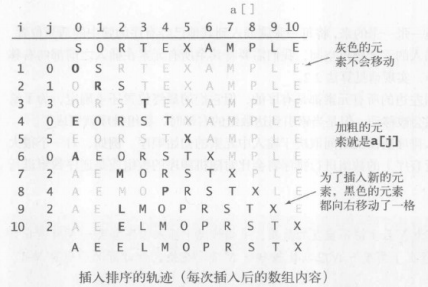 a[]
i j 0 1 2 3 4 5 6 7 8 9 10
S O R T E X A M P L E
1 0 O S R T E X A M P L E
2 1 O R S T E X A M P L E
3 3 O R S T E X A M P L E
4 0 E O R S T X A M P L E
5 5 E O R S T X A M P L E
6 0 A E O R S T X M P L E
7 2 A E M O R S T X P L E
8 4 A E M O P R S T X L E
9 2 A E L M O P R S T X E
10 2 A E E L M O P R S T X
A E E L M O P R S T X
灰色的元
素不会移动
加粗的元
素就是a[j]
为了插入新的元
素，黑色的元素
都向右移动了一格
插入排序的轨迹（每次插入后的数组内容）